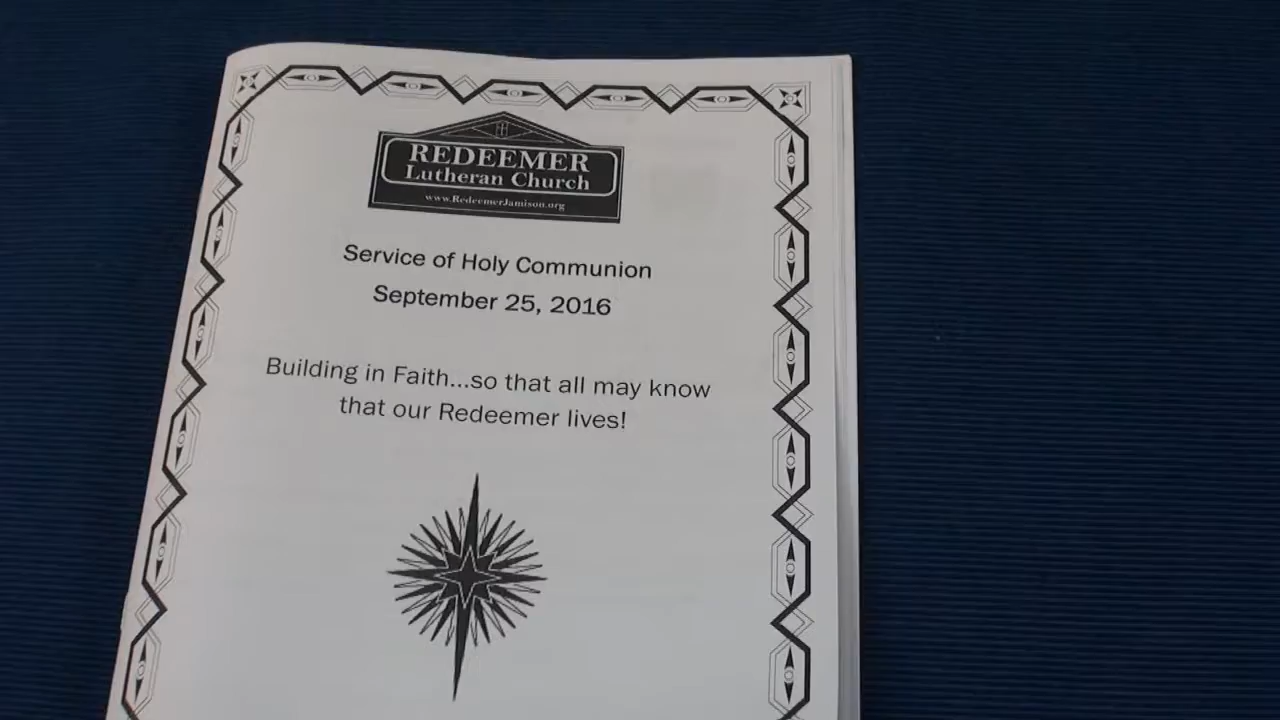 REDEEMER
Lutheran Church
www.RedeemerJamison.org
Service of Holy Communion
September 25, 2016
Building in Faith...so that all may know
that our Redeemer lives!